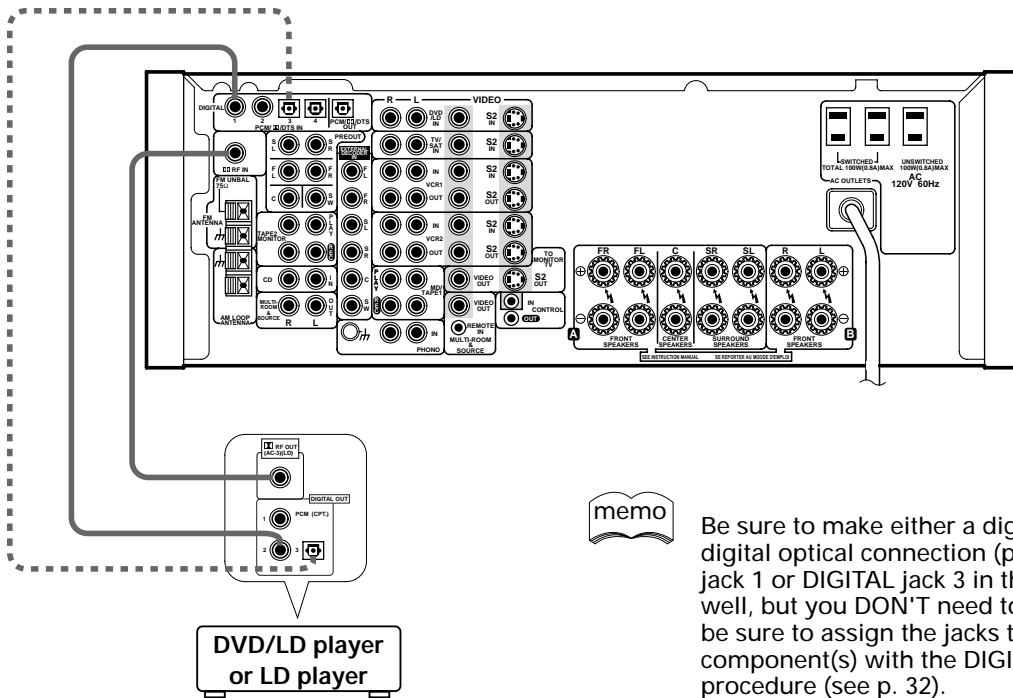 R L VIDEO
DIGITAL
1 2 3 4
PCM/ /DTS IN
PCM/ /DTS
OUT
RF IN
PREOUT
EXTERNAL
DECODER
IN
S L
S R
F L
F R
C
S W
FM UNBAL
75Ω
FM
ANTENNA
AM LOOP
ANTENNA
TAPE2
MONITOR
PLAY
CD
IN
MULTI-
ROOM
&
SOURCE
OUT
R L
F L
F R
S L
S R
C
S W
DVD
/LD
IN
S2
IN
TV/
SAT
IN
S2
IN
IN
VCR1
OUT
S2
IN
S2
OUT
IN
VCR2
OUT
S2
IN
S2
OUT
PLAY
MD/
TAPE1
IN
PHONO
TO
MONITOR
TV
VIDEO
OUT
S2
OUT
VIDEO
OUT
REMOTE
IN
MULTI-ROOM
&
SOURCE
IN
CONTROL
OUT
FR FL C SR SL R L
A
B
FRONT
SPEAKERS
CENTER
SPEAKERS
SURROUND
SPEAKERS
FRONT
SPEAKERS
SEE INSTRUCTION MANUAL SE REPORTER AU MOODE D'EMPLOI
SWITCHED
TOTAL 100W(0.8A)MAX
UNSWITCHED
100W(0.8A)MAX
AC OUTLETS
AC
120V 60Hz
RF OUT
(AC-3)(LD)
DIGITAL OUT
1 PCM (CPT.)
2 3
DVD/LD player
or LD player
memo
Be sure to make either a dig
digital optical connection (p
jack 1 or DIGITAL jack 3 in th
well, but you DON'T need to
be sure to assign the jacks t
component(s) with the DIGI
procedure (see p. 32).